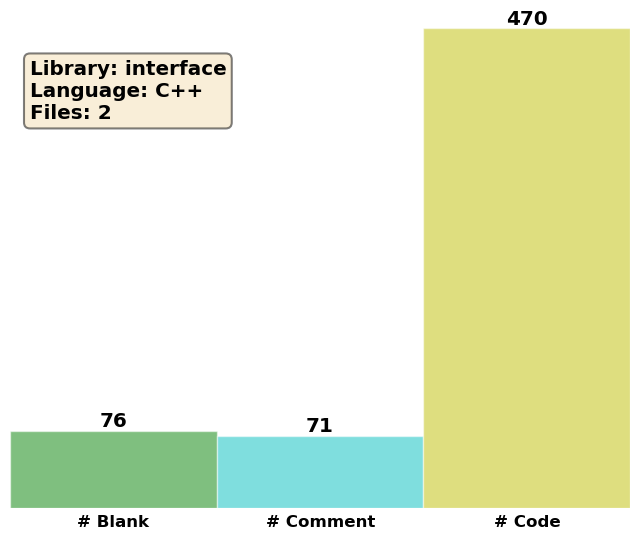 470
Library: interface
Language: C++
Files: 2
76
71
# Blank
# Comment
# Code